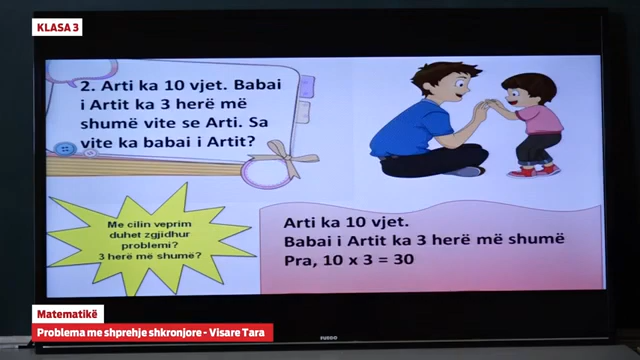 KLASA 3
2. Arti ka 10 vjet. Babai
i Artit ka 3 herë më
shumë vite se Arti. Sa
vite ka babai i Artit?
Me cilin veprim
duhet zgjidhur
problemi?
3 herë më shumë?
Arti ka 10 vjet.
Babai i Artit ka 3 herë më shumë
Pra, 10 x 3 = 30
Matematikë
Problema me shprehje shkronjore - Visare Tara
FUEGO